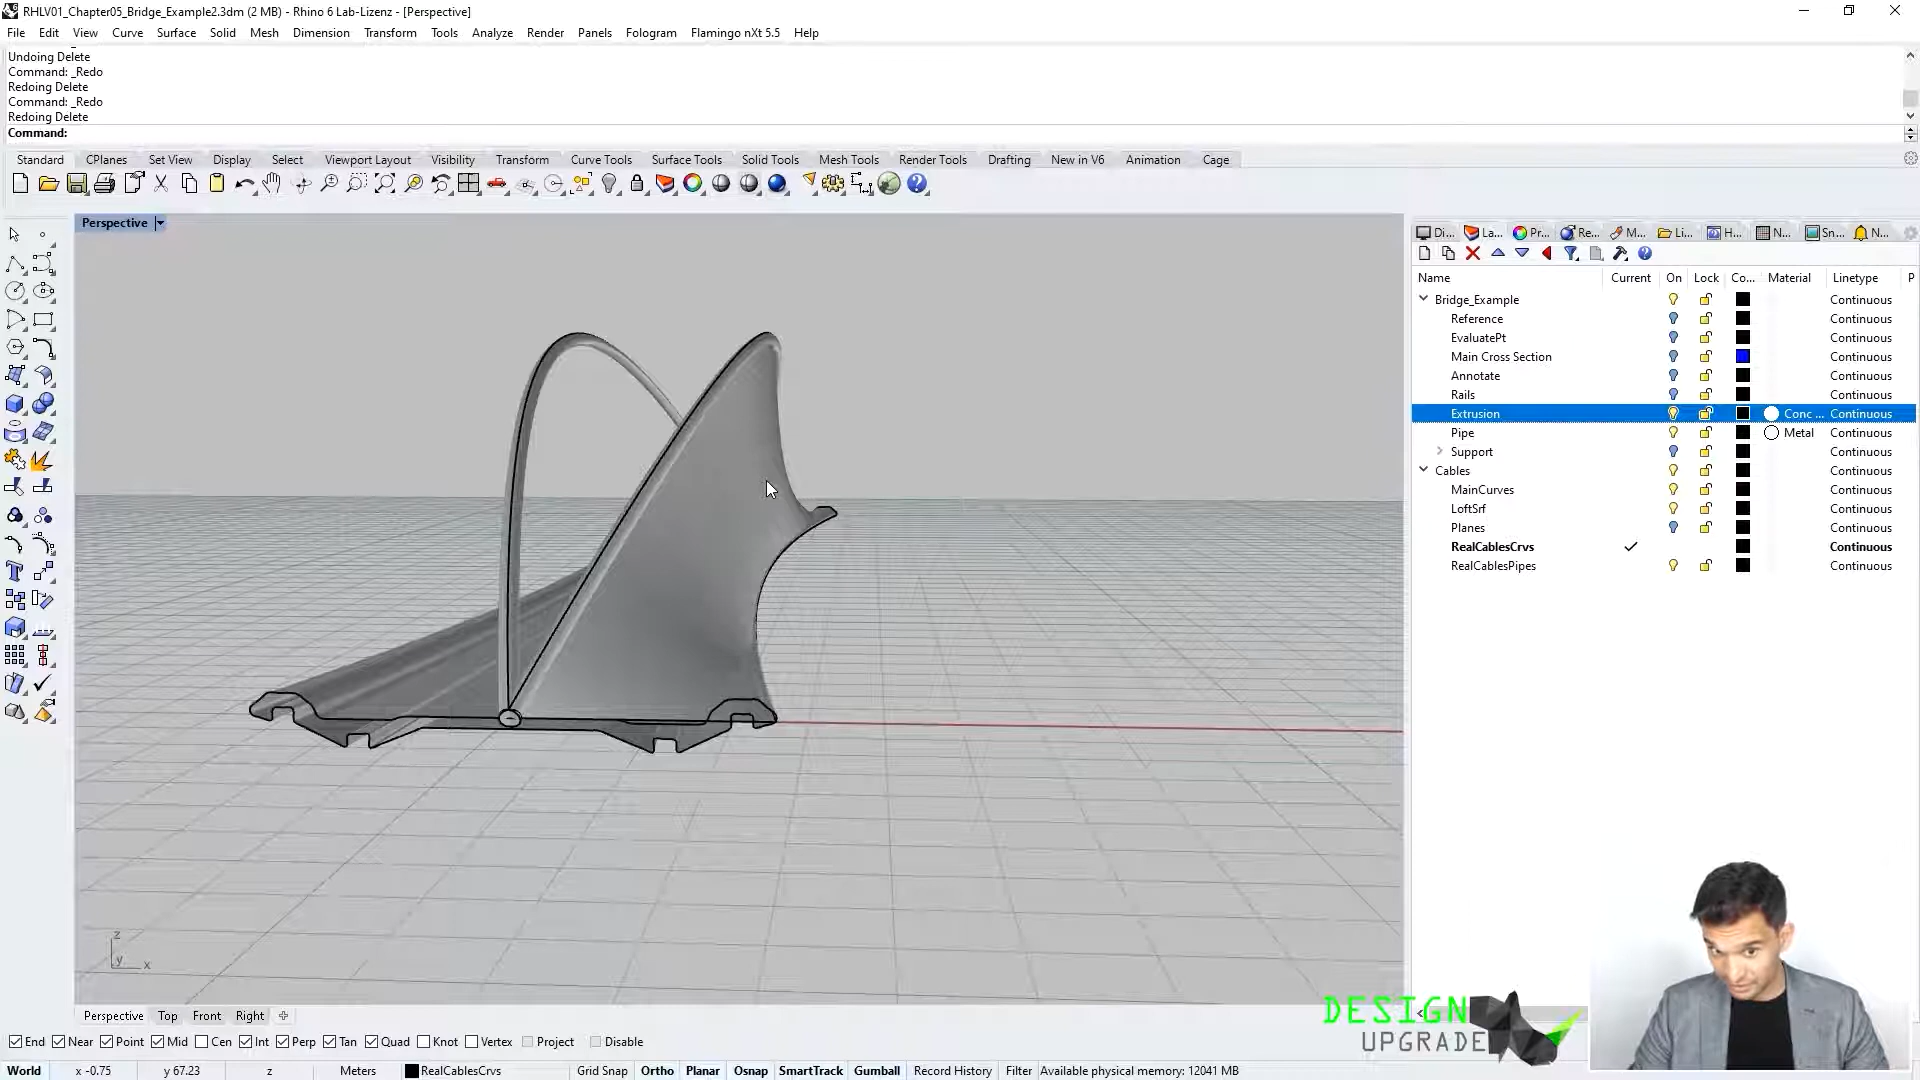 RHLV01_Chapter05_Bridge_Example2.3dm (2 MB) - Rhino 6 Lab-Lizenz - [Perspective]
File Edit View Curve Surface Solid Mesh Dimension Transform Tools Analyze Render Panels Fologram Flamingo nXt 5.5 Help
Undoing Delete
Command: _Redo
Redoing Delete
Command: _Redo
Redoing Delete
Command:
Standard CPlanes Set View Display Select Viewport Layout Visibility Transform Curve Tools Surface Tools Solid Tools Mesh Tools Render Tools Drafting New in V6 Animation Cage
Perspective
Di... La... Pr... Re... M... Li... H... N... Sn... N...
Name Current On Lock Co... Material Linetype P
Bridge_Example Continuous
Reference Continuous
EvaluatePt Continuous
Main Cross Section Continuous
Annotate Continuous
Rails Continuous
Extrusion Conc ... Continuous
Pipe Metal Continuous
Support Continuous
Cables Continuous
MainCurves Continuous
LoftSrf Continuous
Planes Continuous
RealCablesCrvs Continuous
RealCablesPipes Continuous
z
y x
DESIGN
UPGRADE
Perspective Top Front Right
End Near Point Mid Cen Int Perp Tan Quad Knot Vertex Project Disable
World x -0.75 y 67.23 z Meters RealCablesCrvs Grid Snap Ortho Planar Osnap SmartTrack Gumball Record History Filter Available physical memory: 12041 MB